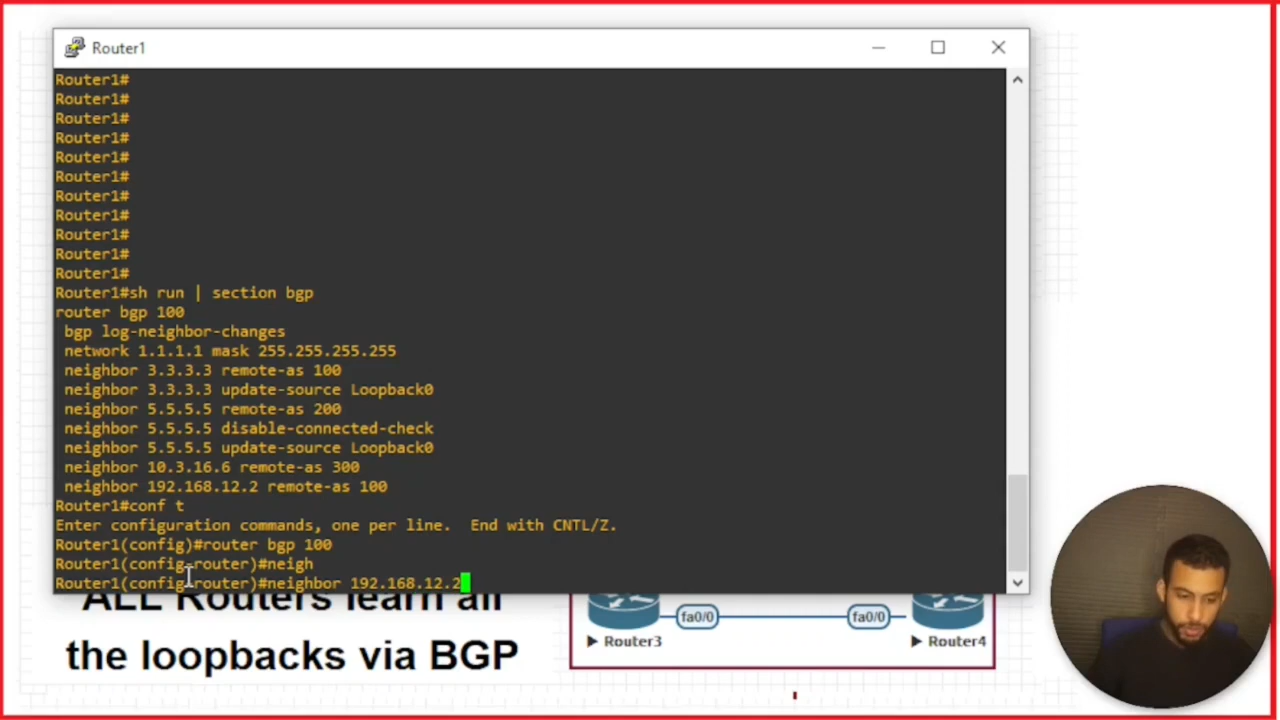 Router1
Router1#
Router1#
Router1#
Router1#
Router1#
Router1#
Router1#
Router1#
Router1#
Router1#
Router1#
Router1#sh run | section bgp
router bgp 100
bgp log-neighbor-changes
network 1.1.1.1 mask 255.255.255.255
neighbor 3.3.3.3 remote-as 100
neighbor 3.3.3.3 update-source Loopback0
neighbor 5.5.5.5 remote-as 200
neighbor 5.5.5.5 disable-connected-check
neighbor 5.5.5.5 update-source Loopback0
neighbor 10.3.16.6 remote-as 300
neighbor 192.168.12.2 remote-as 100
Router1#conf t
Enter configuration commands, one per line.  End with CNTL/Z.
Router1(config)#router bgp 100
Router1(config-router)#neigh
Router1(config-router)#neighbor 192.168.12.2
ALL Routers learn all
the loopbacks via BGP
fa0/0
fa0/0
Router3
Router4